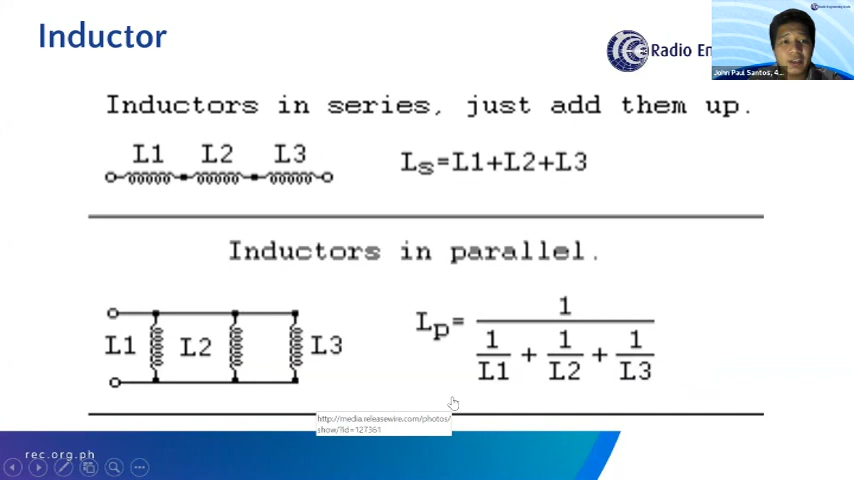 Inductor
Radio En
John Paul Santos, 4...
Inductors in series, just add them up.
L1 L2 L3
Ls=L1+L2+L3
Inductors in parallel.
L1 L2 L3
Lp= 1
1 + 1 + 1
L1 L2 L3
http://media.releasewire.com/photos/
show/?id=127361
rec.org.ph